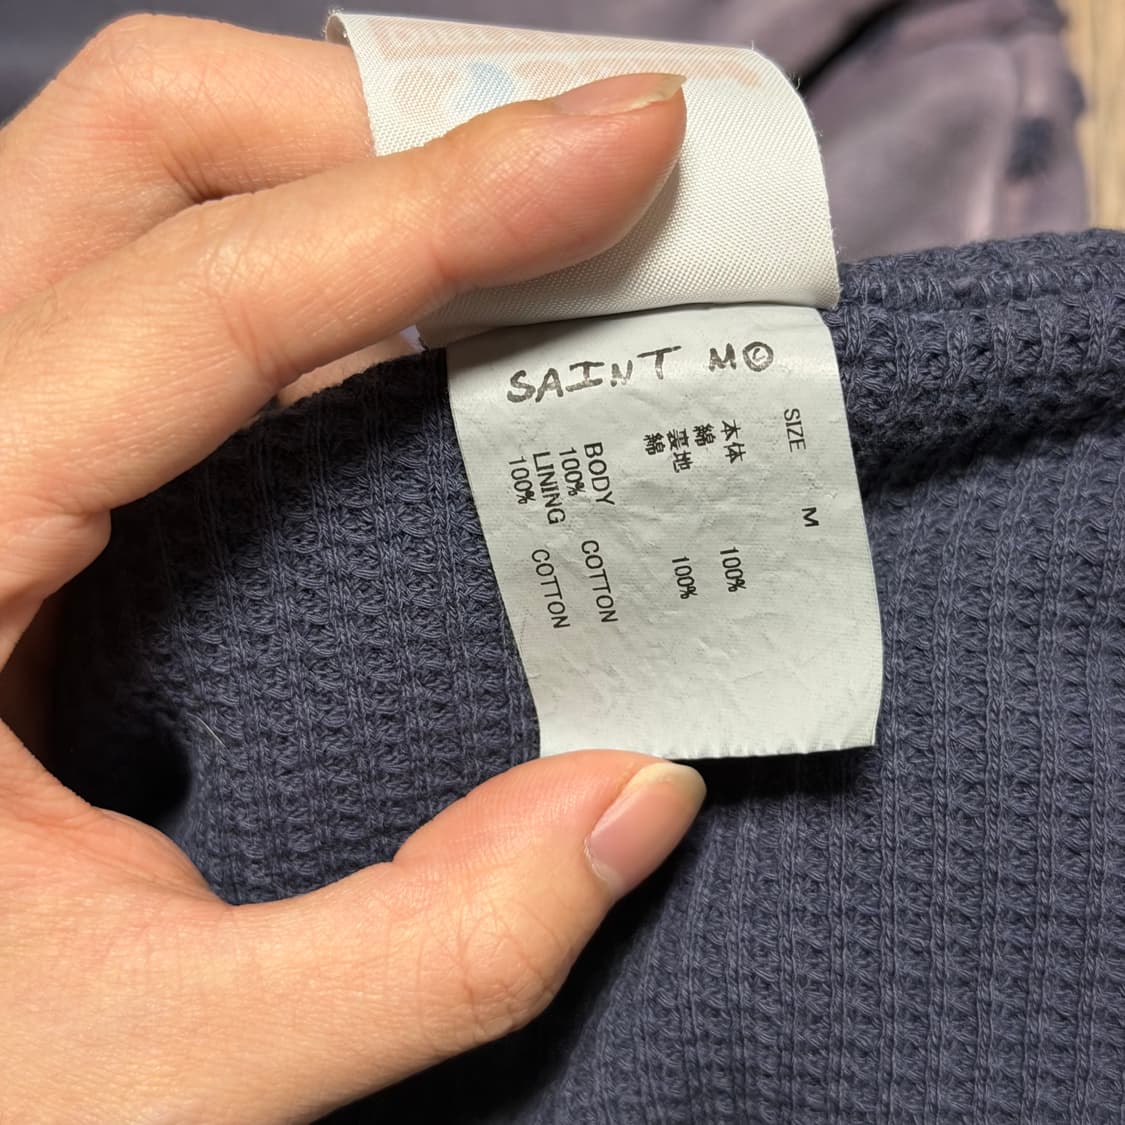 SAINT M©
SIZE M
本体
綿 100%
裏地
綿 100%
BODY
100% COTTON
LINING
100% COTTON